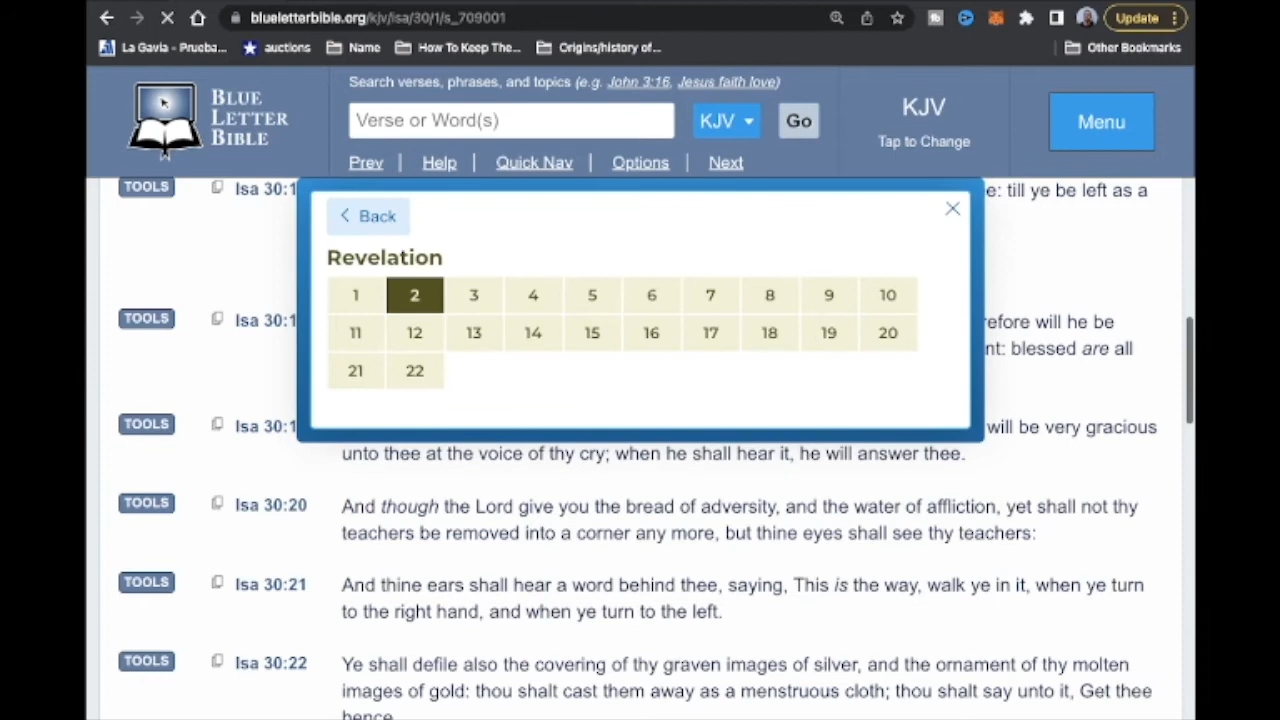 blueletterbible.org/kjv/isa/30/1/s_709001
Update
La Gavia - Prueba...
auctions
Name
How To Keep The...
Origins/history of...
Other Bookmarks
BLUE
LETTER
BIBLE
Search verses, phrases, and topics (e.g. John 3:16, Jesus faith love)
Verse or Word(s)
KJV
Go
Prev | Help | Quick Nav | Options | Next
KJV
Tap to Change
Menu
TOOLS Isa 30:1 e: till ye be left as a
Back
Revelation
1 2 3 4 5 6 7 8 9 10
11 12 13 14 15 16 17 18 19 20
21 22
TOOLS Isa 30:1 efore will he be
nt: blessed are all
TOOLS Isa 30:1 will be very gracious
unto thee at the voice of thy cry; when he shall hear it, he will answer thee.
TOOLS Isa 30:20 And though the Lord give you the bread of adversity, and the water of affliction, yet shall not thy
teachers be removed into a corner any more, but thine eyes shall see thy teachers:
TOOLS Isa 30:21 And thine ears shall hear a word behind thee, saying, This is the way, walk ye in it, when ye turn
to the right hand, and when ye turn to the left.
TOOLS Isa 30:22 Ye shall defile also the covering of thy graven images of silver, and the ornament of thy molten
images of gold: thou shalt cast them away as a menstruous cloth; thou shalt say unto it, Get thee
hence.